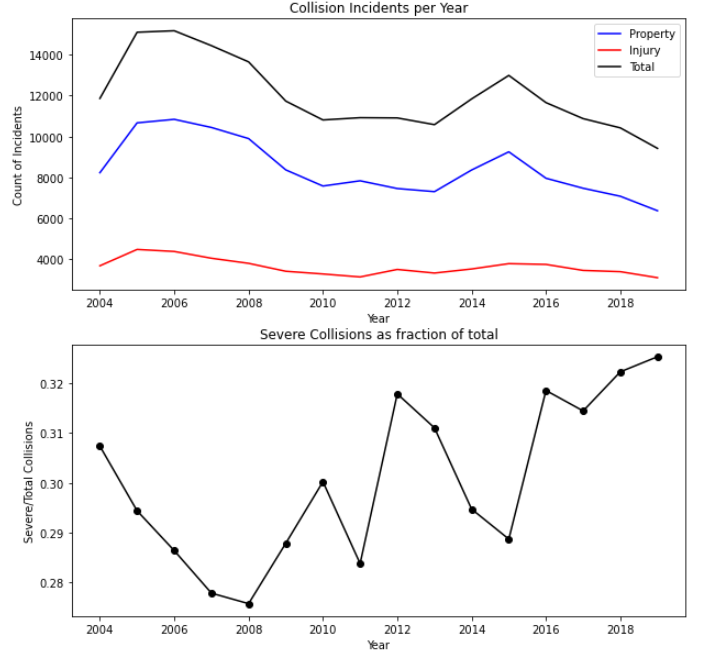 Collision Incidents per Year
Property
Injury
Total
14000
12000
10000
8000
6000
4000
Count of Incidents
2004 2006 2008 2010 2012 2014 2016 2018
Year
Severe Collisions as fraction of total
0.32
0.31
0.30
0.29
0.28
Severe/Total Collisions
2004 2006 2008 2010 2012 2014 2016 2018
Year